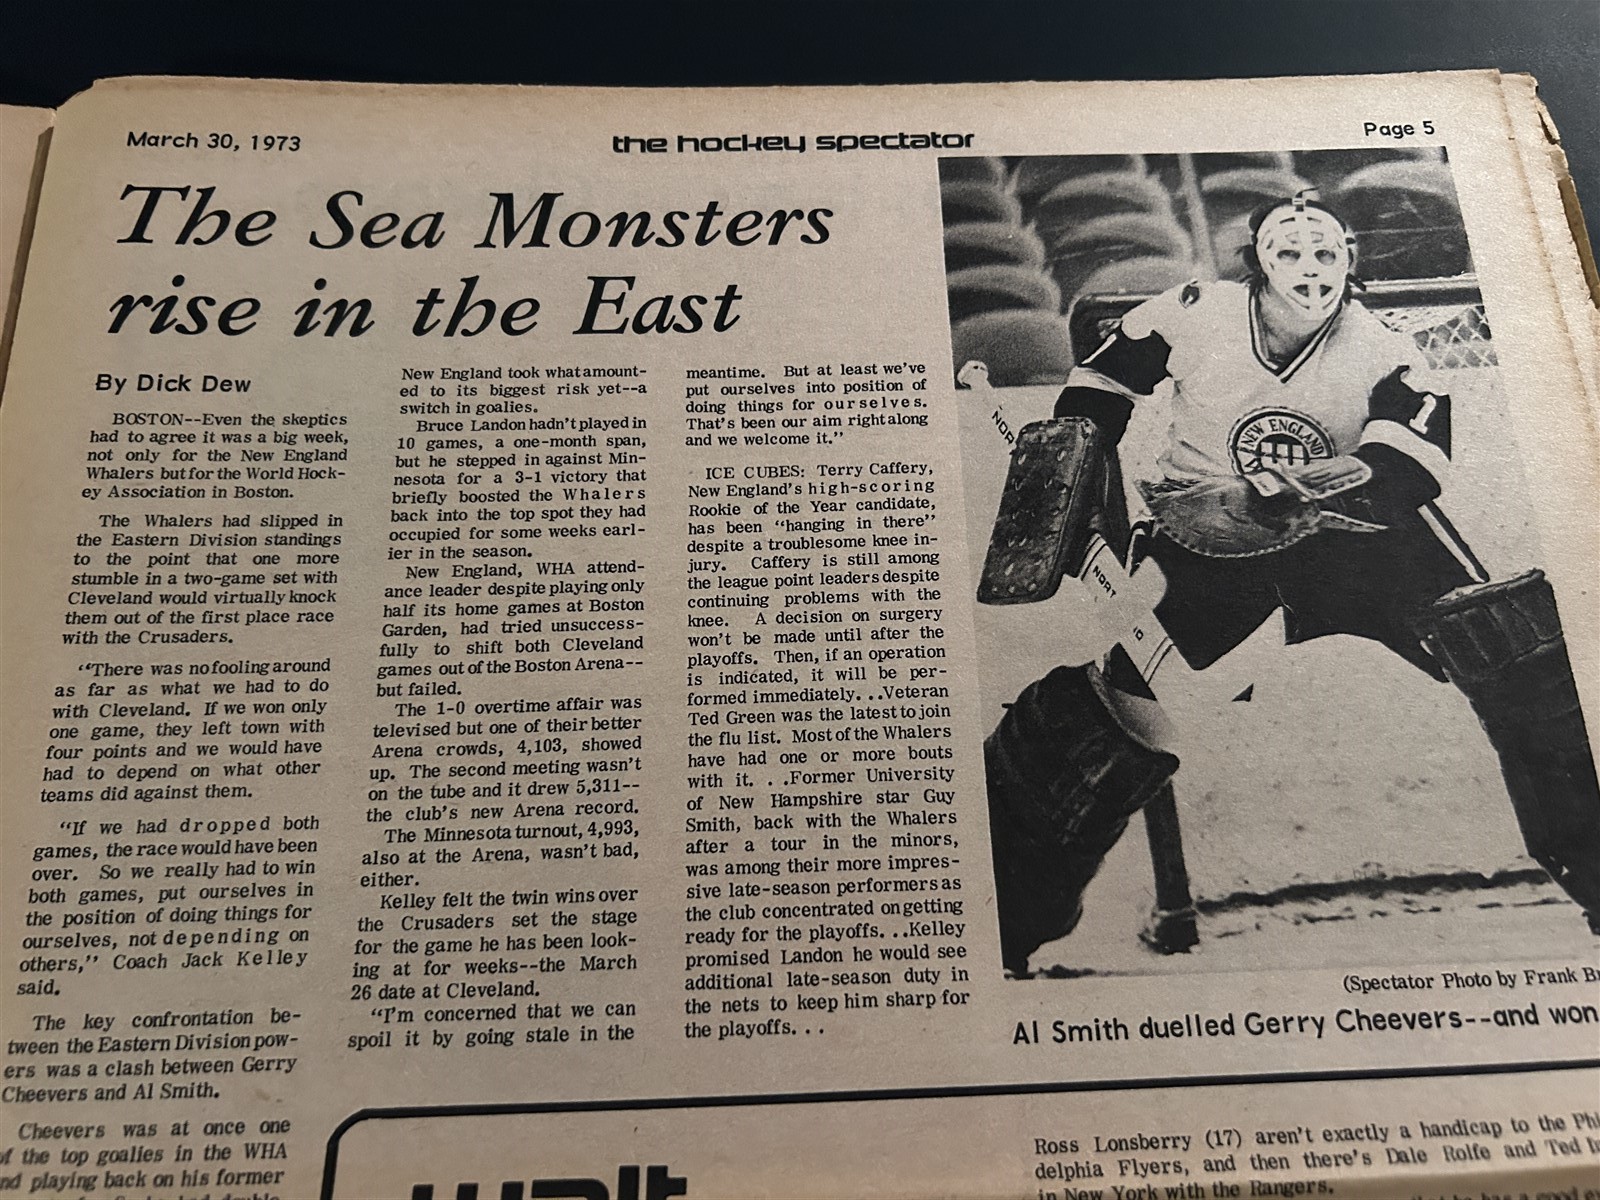 March 30, 1973
the hockey spectator
Page 5
The Sea Monsters
rise in the East
By Dick Dew
BOSTON--Even the skeptics
had to agree it was a big week,
not only for the New England
Whalers but for the World Hock-
ey Association in Boston.
The Whalers had slipped in
the Eastern Division standings
to the point that one more
stumble in a two-game set with
Cleveland would virtually knock
them out of the first place race
with the Crusaders.
"There was no fooling around
as far as what we had to do
with Cleveland. If we won only
one game, they left town with
four points and we would have
had to depend on what other
teams did against them.
"If we had dropped both
games, the race would have been
over. So we really had to win
both games, put ourselves in
the position of doing things for
ourselves, not depending on
others," Coach Jack Kelley
said.
The key confrontation be-
tween the Eastern Division pow-
ers was a clash between Gerry
Cheevers and Al Smith.
Cheevers was at once one
of the top goalies in the WHA
and playing back on his former
New England took what amount-
ed to its biggest risk yet--a
switch in goalies.
Bruce Landon hadn't played in
10 games, a one-month span,
but he stepped in against Min-
nesota for a 3-1 victory that
briefly boosted the Whalers
back into the top spot they had
occupied for some weeks earl-
ier in the season.
New England, WHA attend-
ance leader despite playing only
half its home games at Boston
Garden, had tried unsuccess-
fully to shift both Cleveland
games out of the Boston Arena--
but failed.
The 1-0 overtime affair was
televised but one of their better
Arena crowds, 4,103, showed
up. The second meeting wasn't
on the tube and it drew 5,311--
the club's new Arena record.
The Minnesota turnout, 4,993,
also at the Arena, wasn't bad,
either.
Kelley felt the twin wins over
the Crusaders set the stage
for the game he has been look-
ing at for weeks--the March
26 date at Cleveland.
"I'm concerned that we can
spoil it by going stale in the
meantime. But at least we've
put ourselves into position of
doing things for ourselves.
That's been our aim right along
and we welcome it."
ICE CUBES: Terry Caffery,
New England's high-scoring
Rookie of the Year candidate,
has been "hanging in there"
despite a troublesome knee in-
jury. Caffery is still among
the league point leaders despite
continuing problems with the
knee. A decision on surgery
won't be made until after the
playoffs. Then, if an operation
is indicated, it will be per-
formed immediately...Veteran
Ted Green was the latest to join
the flu list. Most of the Whalers
have had one or more bouts
with it. . .Former University
of New Hampshire star Guy
Smith, back with the Whalers
after a tour in the minors,
was among their more impres-
sive late-season performers as
the club concentrated on getting
ready for the playoffs. . .Kelley
promised Landon he would see
additional late-season duty in
the nets to keep him sharp for
the playoffs. . .
NOR
1
1
NEW ENGLAND
NORT
(Spectator Photo by Frank
Al Smith duelled Gerry Cheevers--and won
walt
Ross Lonsberry (17) aren't exactly a handicap to the
delphia Flyers, and then there's Dale Rolfe and Ted
in New York with the Rangers.